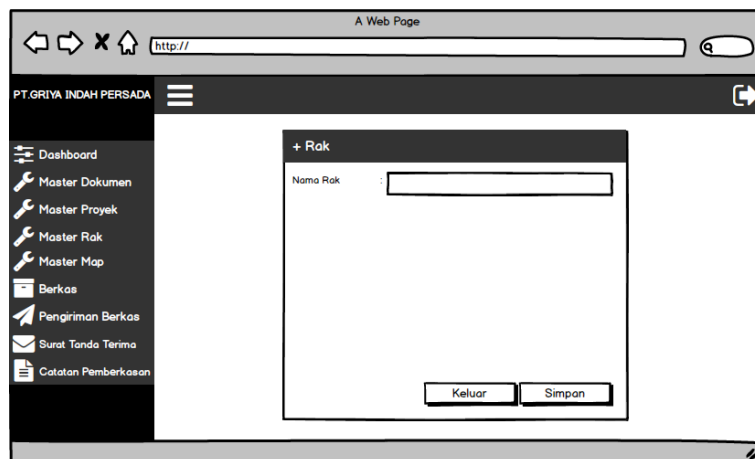 A Web Page
http://
PT.GRIYA INDAH PERSADA
Dashboard
Master Dokumen
Master Proyek
Master Rak
Master Map
Berkas
Pengiriman Berkas
Surat Tanda Terima
Catatan Pemberkasan
+ Rak
Nama Rak :
Keluar
Simpan